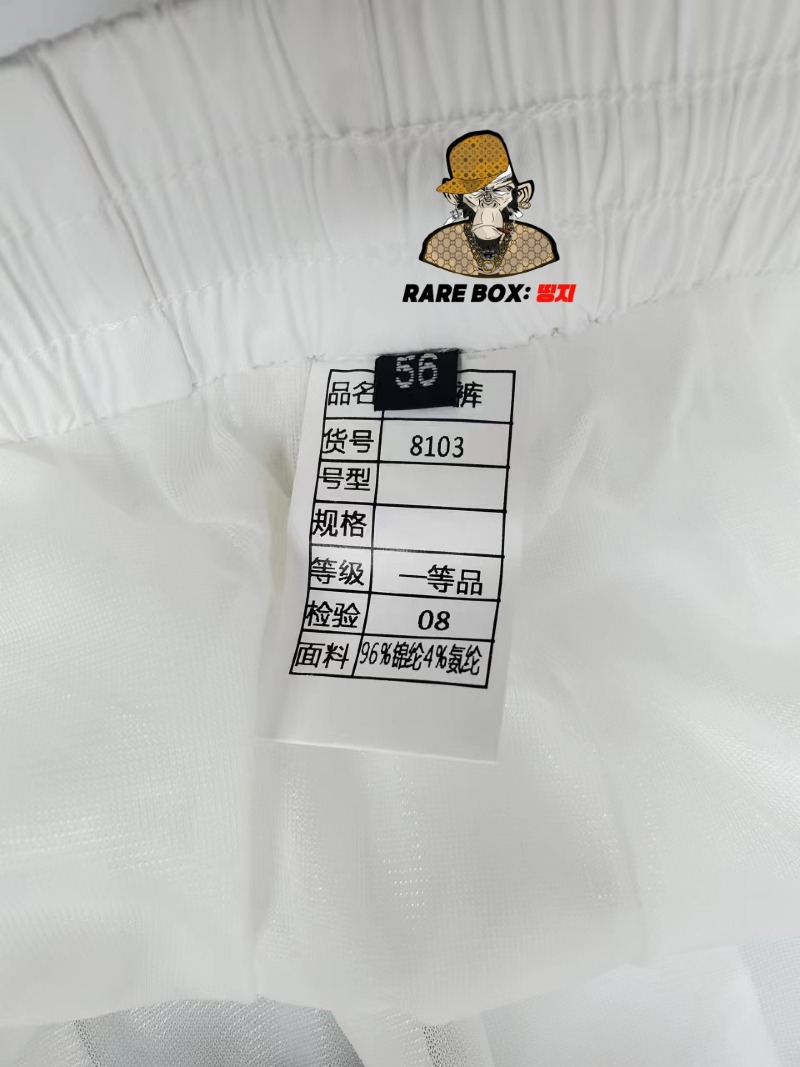 RARE BOX: 띵지
56
品名 裤
货号 8103
号型
规格
等级 一等品
检验 08
面料 96%锦纶4%氨纶